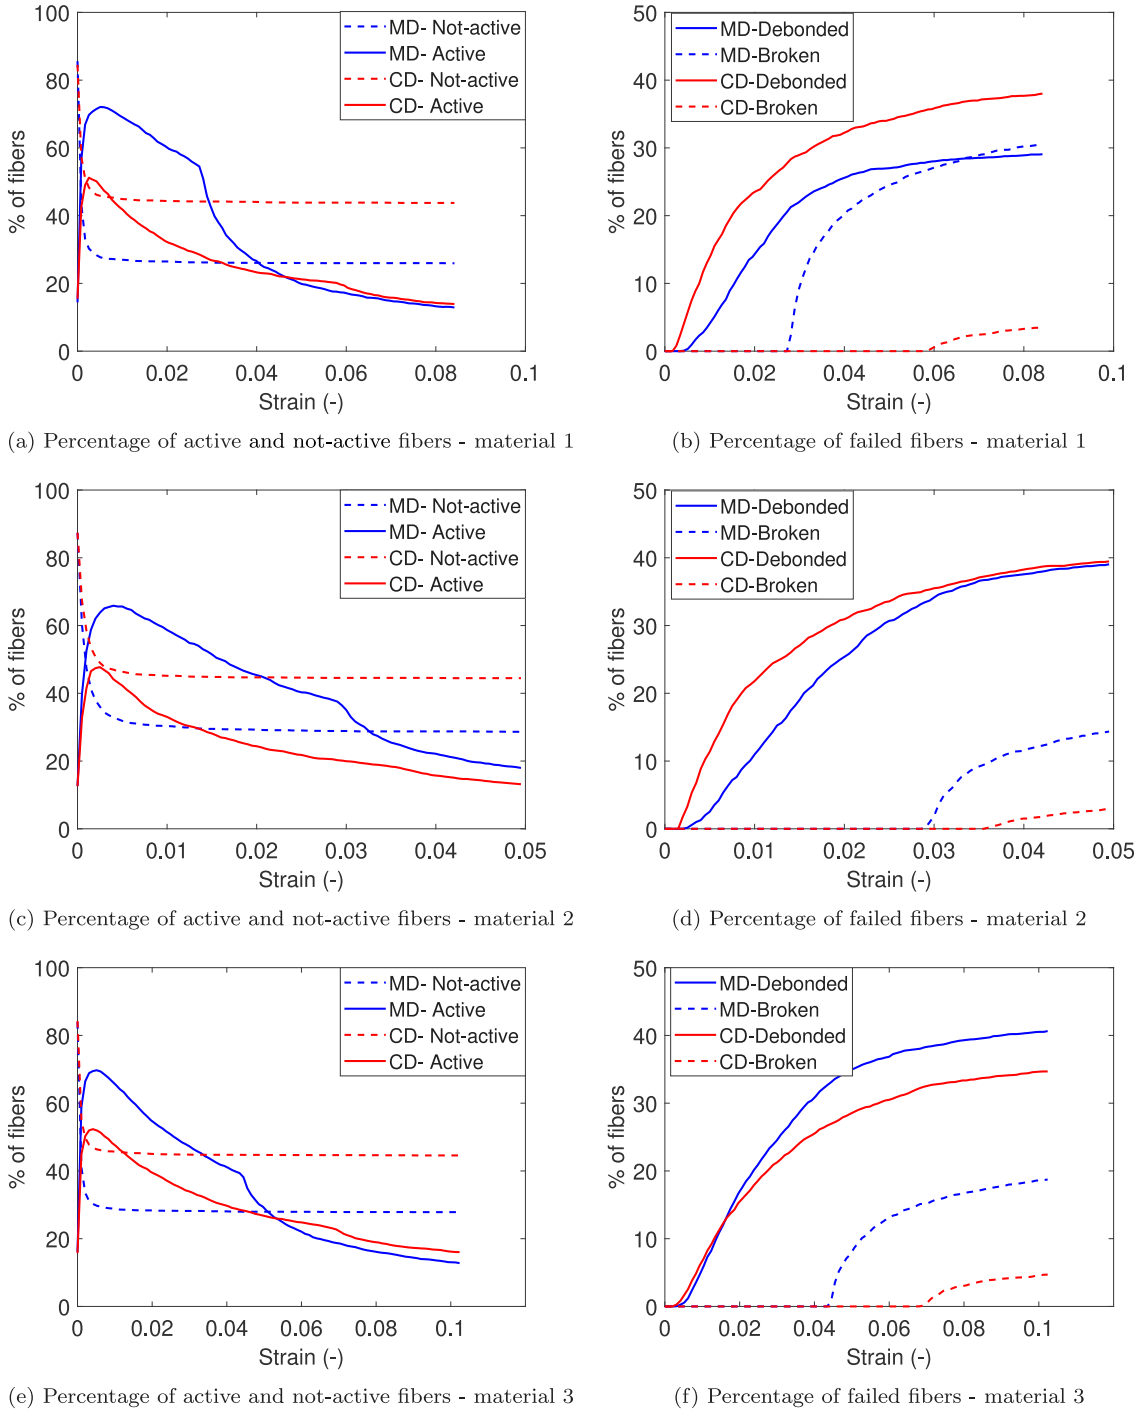 100
80
60
40
20
0
% of fibers
0
0.02
0.04
0.06
0.08
0.1
Strain (-)
MD- Not-active
MD- Active
CD- Not-active
CD- Active
(a) Percentage of active and not-active fibers - material 1
50
40
30
20
10
0
% of fibers
0
0.02
0.04
0.06
0.08
0.1
Strain (-)
MD-Debonded
MD-Broken
CD-Debonded
CD-Broken
(b) Percentage of failed fibers - material 1
100
80
60
40
20
0
% of fibers
0
0.01
0.02
0.03
0.04
0.05
Strain (-)
MD- Not-active
MD- Active
CD- Not-active
CD- Active
(c) Percentage of active and not-active fibers - material 2
50
40
30
20
10
0
% of fibers
0
0.01
0.02
0.03
0.04
0.05
Strain (-)
MD-Debonded
MD-Broken
CD-Debonded
CD-Broken
(d) Percentage of failed fibers - material 2
100
80
60
40
20
0
% of fibers
0
0.02
0.04
0.06
0.08
0.1
Strain (-)
MD- Not-active
MD- Active
CD- Not-active
CD- Active
(e) Percentage of active and not-active fibers - material 3
50
40
30
20
10
0
% of fibers
0
0.02
0.04
0.06
0.08
0.1
Strain (-)
MD-Debonded
MD-Broken
CD-Debonded
CD-Broken
(f) Percentage of failed fibers - material 3